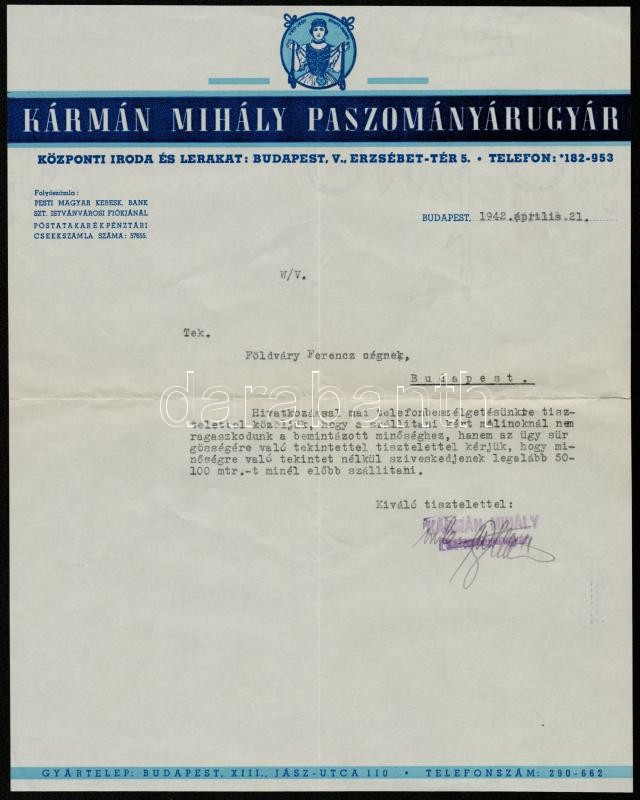 KÁRMÁN MIHÁLY PASZOMÁNYÁRUGYÁR
KÖZPONTI IRODA ÉS LERAKAT: BUDAPEST, V., ERZSÉBET-TÉR 5. • TELEFON: *182-953
Folyószámla:
PESTI MAGYAR KERESK. BANK
SZT. ISTVÁNVÁROSI FIÓKJÁNÁL
POSTATAKARÉKPÉNZTÁRI
CSEKKSZÁMLA SZÁMA: 57655.
BUDAPEST, 1942. április. 21.
W/V.
Tek.
Földváry Ferencz cégnek,
Budapest.
darabanth
Hivatkozással mai telefonbeszélgetésünkre tisz-
telettel közöljük, hogy a szállitani kért málinoknál nem
ragaszkodunk a bemintázott minőséghez, hanem az ügy sür
gősségére való tekintettel tisztelettel kérjük, hogy mi-
nőségre való tekintet nélkül sziveskedjenek legalább 50-
100 mtr.-t minél előbb szállitani.
Kiváló tisztelettel:
KÁRMÁN MIHÁLY
GYÁRTELEP: BUDAPEST, XIII., JÁSZ-UTCA 110 • TELEFONSZÁM: 290-662